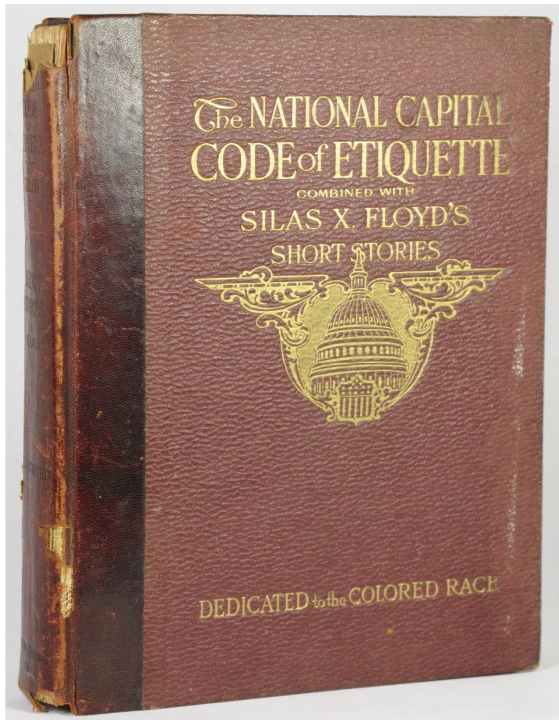 The NATIONAL CAPITAL
CODE of ETIQUETTE
COMBINED WITH
SILAS X. FLOYD'S
SHORT STORIES
DEDICATED to the COLORED RACE